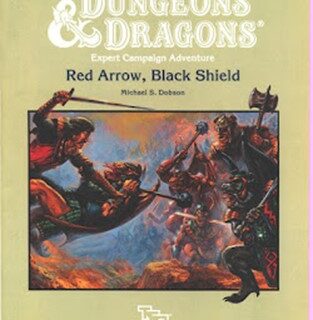 DUNGEONS
& DRAGONS®
Expert Campaign Adventure
Red Arrow, Black Shield
Michael S. Dobson